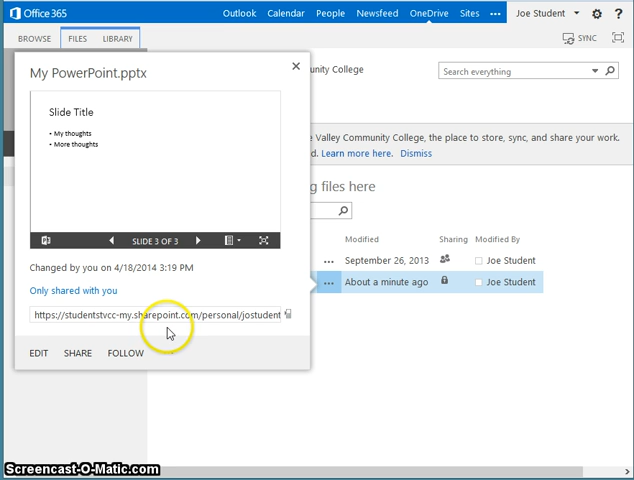 Office 365
Outlook Calendar People Newsfeed OneDrive Sites ••• Joe Student ?
BROWSE FILES LIBRARY SYNC
My PowerPoint.pptx
unity College
Search everything
Slide Title
• My thoughts
• More thoughts
Valley Community College, the place to store, sync, and share your work.
d. Learn more here. Dismiss
g files here
SLIDE 3 OF 3
Modified Sharing Modified By
••• September 26, 2013 Joe Student
••• About a minute ago Joe Student
Changed by you on 4/18/2014 3:19 PM
Only shared with you
https://studentstvcc-my.sharepoint.com/personal/jostudent
EDIT SHARE FOLLOW
Screencast-O-Matic.com